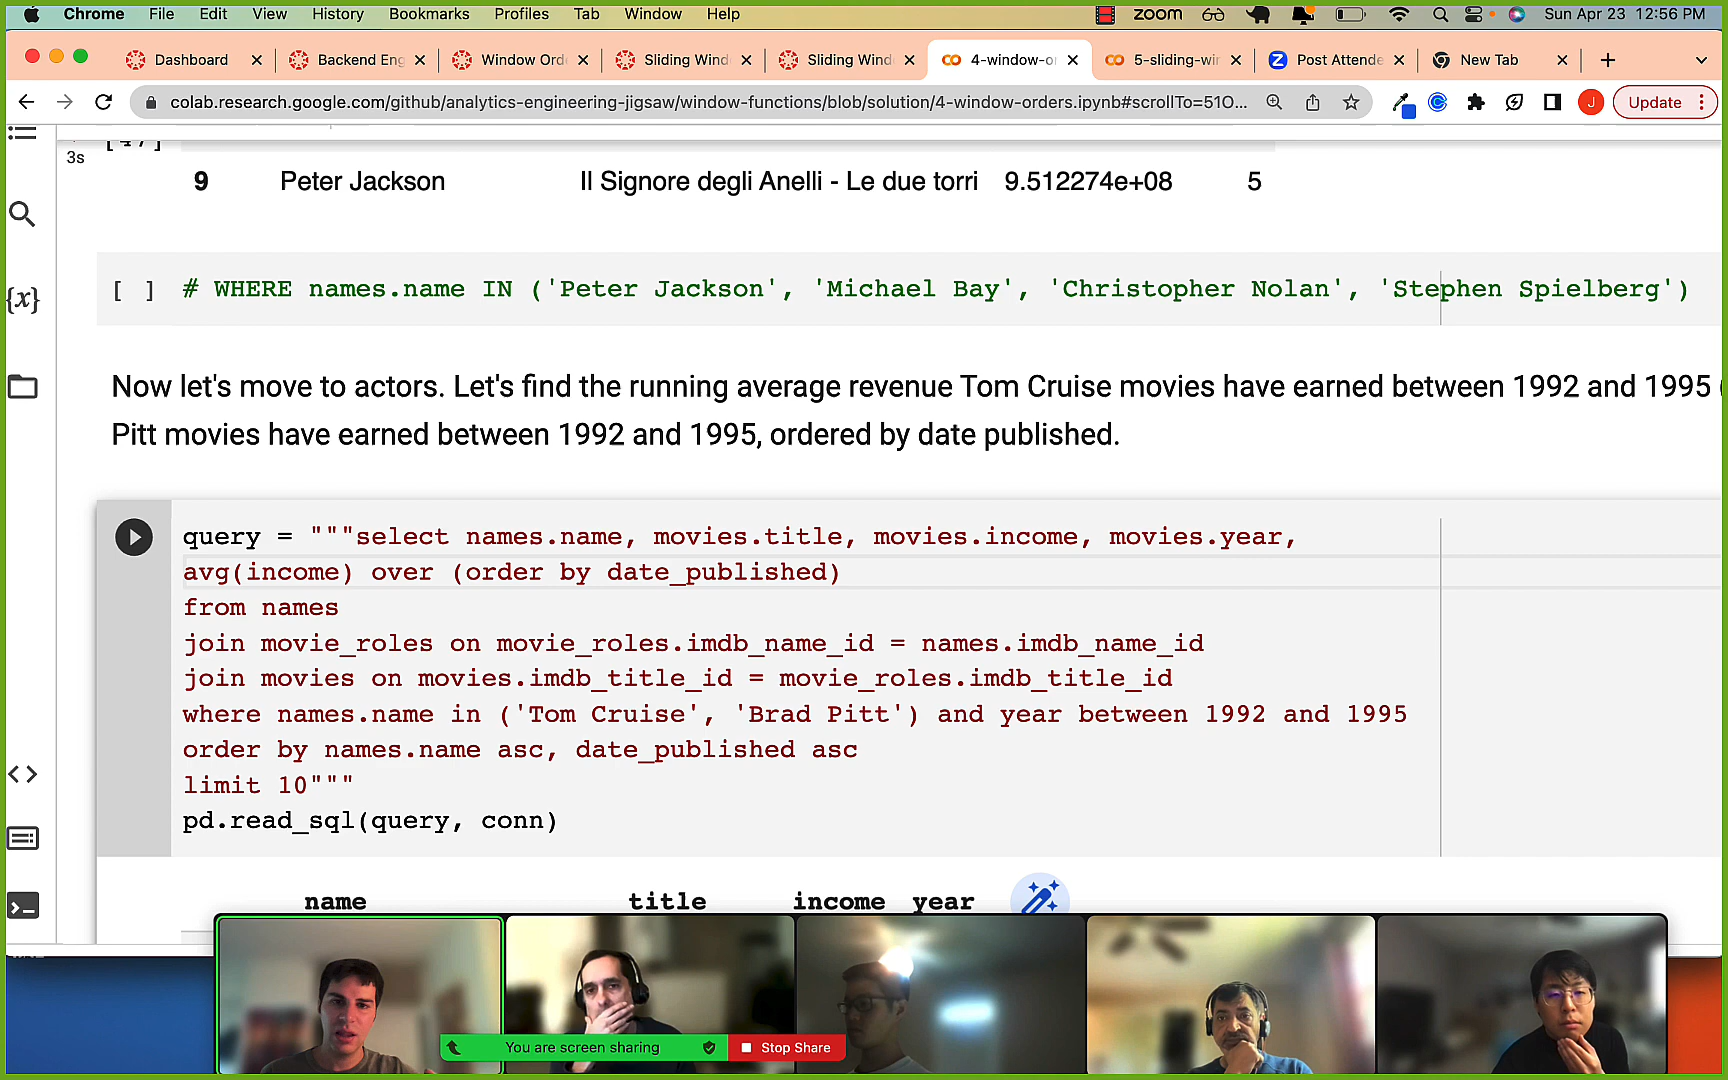 Chrome File Edit View History Bookmarks Profiles Tab Window Help zoom Sun Apr 23 12:56 PM
Dashboard Backend Eng Window Ord Sliding Wind Sliding Wind 4-window-or 5-sliding-wir Post Attende New Tab
colab.research.google.com/github/analytics-engineering-jigsaw/window-functions/blob/solution/4-window-orders.ipynb#scrollTo=51O... J Update
[47]
3s
9 Peter Jackson Il Signore degli Anelli - Le due torri 9.512274e+08 5
[ ] # WHERE names.name IN ('Peter Jackson', 'Michael Bay', 'Christopher Nolan', 'Stephen Spielberg')
{x}
Now let's move to actors. Let's find the running average revenue Tom Cruise movies have earned between 1992 and 1995
Pitt movies have earned between 1992 and 1995, ordered by date published.
query = """select names.name, movies.title, movies.income, movies.year,
avg(income) over (order by date_published)
from names
join movie_roles on movie_roles.imdb_name_id = names.imdb_name_id
join movies on movies.imdb_title_id = movie_roles.imdb_title_id
where names.name in ('Tom Cruise', 'Brad Pitt') and year between 1992 and 1995
order by names.name asc, date_published asc
limit 10"""
pd.read_sql(query, conn)
name title income year
You are screen sharing Stop Share